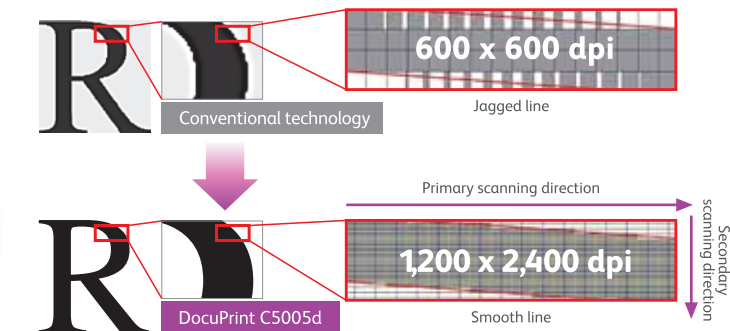 R
600 x 600 dpi
Conventional technology
Jagged line
Primary scanning direction
Secondary
scanning direction
R
1,200 x 2,400 dpi
DocuPrint C5005d
Smooth line